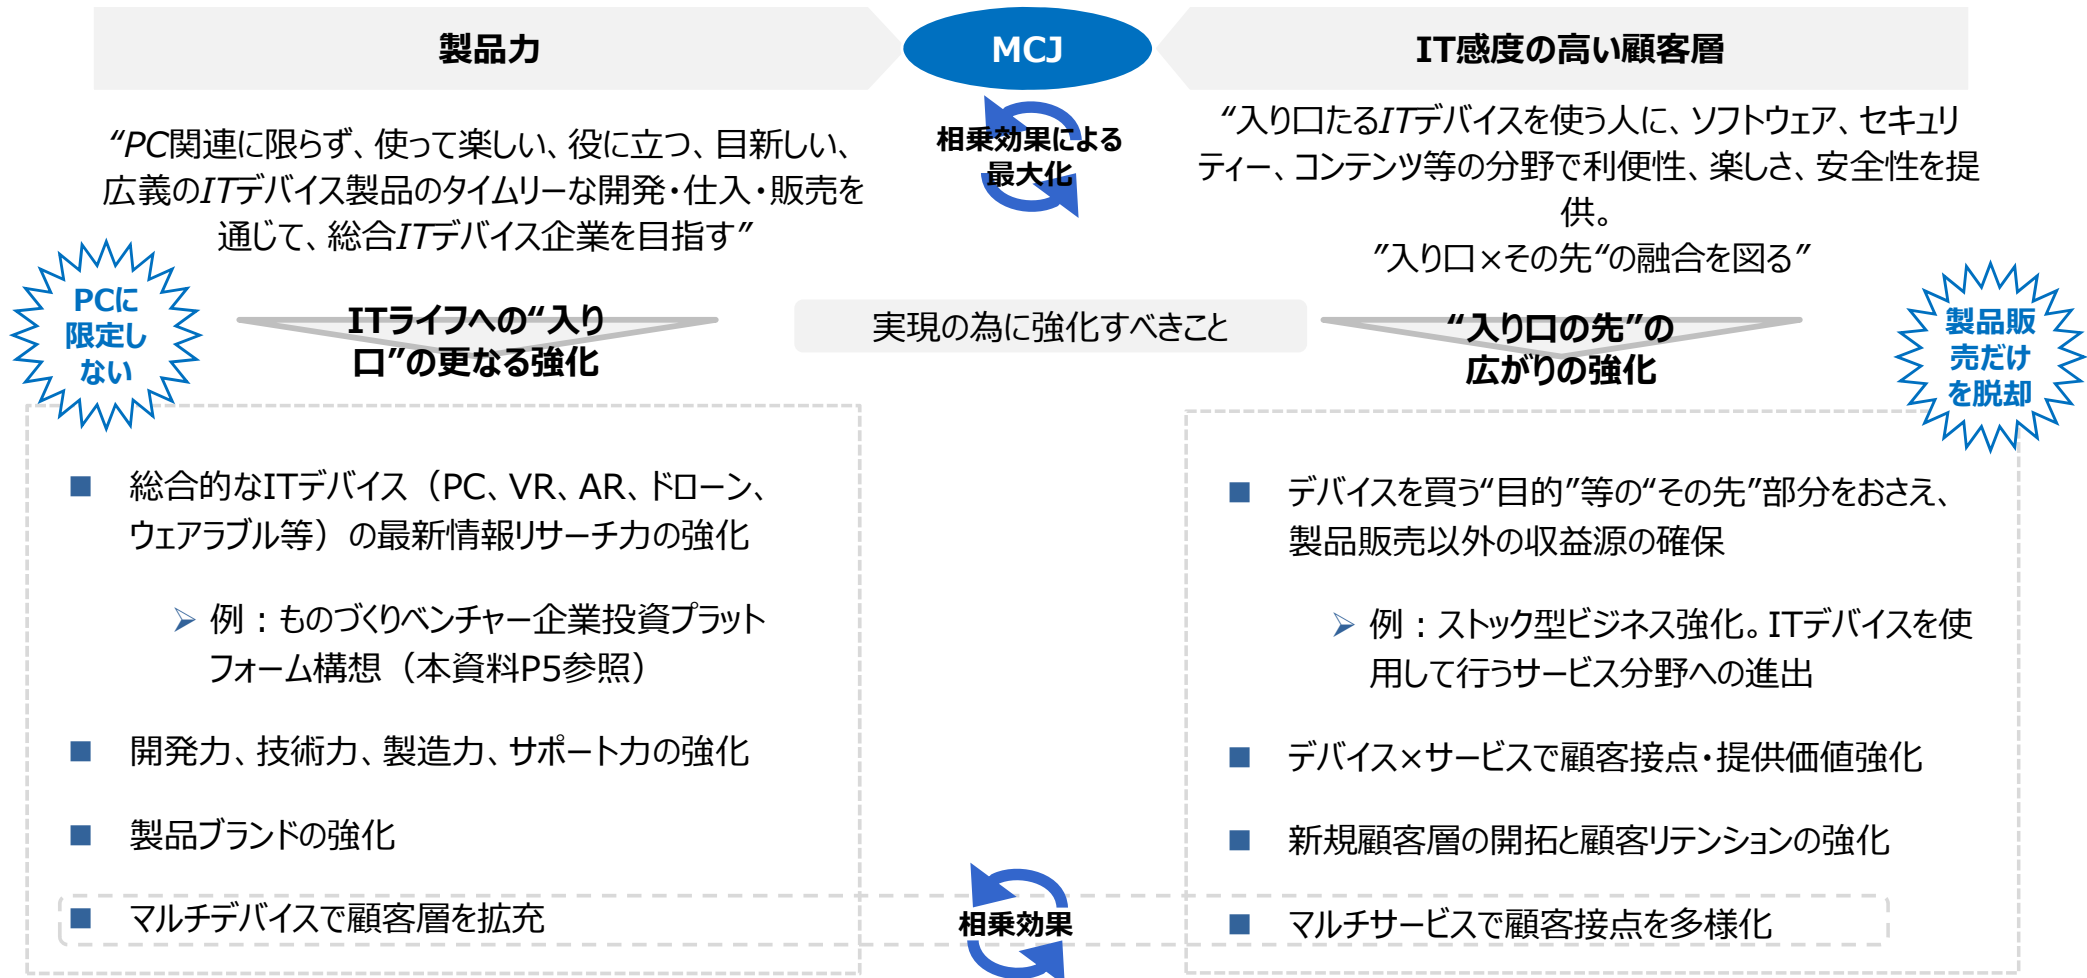 製品力
MCJ
IT感度の高い顧客層
“PC関連に限らず、使って楽しい、役に立つ、目新しい、
広義のITデバイス製品のタイムリーな開発・仕入・販売を
通じて、総合ITデバイス企業を目指す”
相乗効果による
最大化
“入り口たるITデバイスを使う人に、ソフトウェア、セキュリ
ティー、コンテンツ等の分野で利便性、楽しさ、安全性を提
供。
”入り口×その先“の融合を図る”
PCに
限定し
ない
ITライフへの“入り
口”の更なる強化
実現の為に強化すべきこと
“入り口の先”の
広がりの強化
製品販
売だけ
を脱却
■ 総合的なITデバイス（PC、VR、AR、ドローン、
ウェアラブル等）の最新情報リサーチ力の強化
➢ 例：ものづくりベンチャー企業投資プラット
フォーム構想（本資料P5参照）
■ 開発力、技術力、製造力、サポート力の強化
■ 製品ブランドの強化
■ マルチデバイスで顧客層を拡充
相乗効果
■ デバイスを買う“目的”等の“その先”部分をおさえ、
製品販売以外の収益源の確保
➢ 例：ストック型ビジネス強化。ITデバイスを使
用して行うサービス分野への進出
■ デバイス×サービスで顧客接点・提供価値強化
■ 新規顧客層の開拓と顧客リテンションの強化
■ マルチサービスで顧客接点を多様化